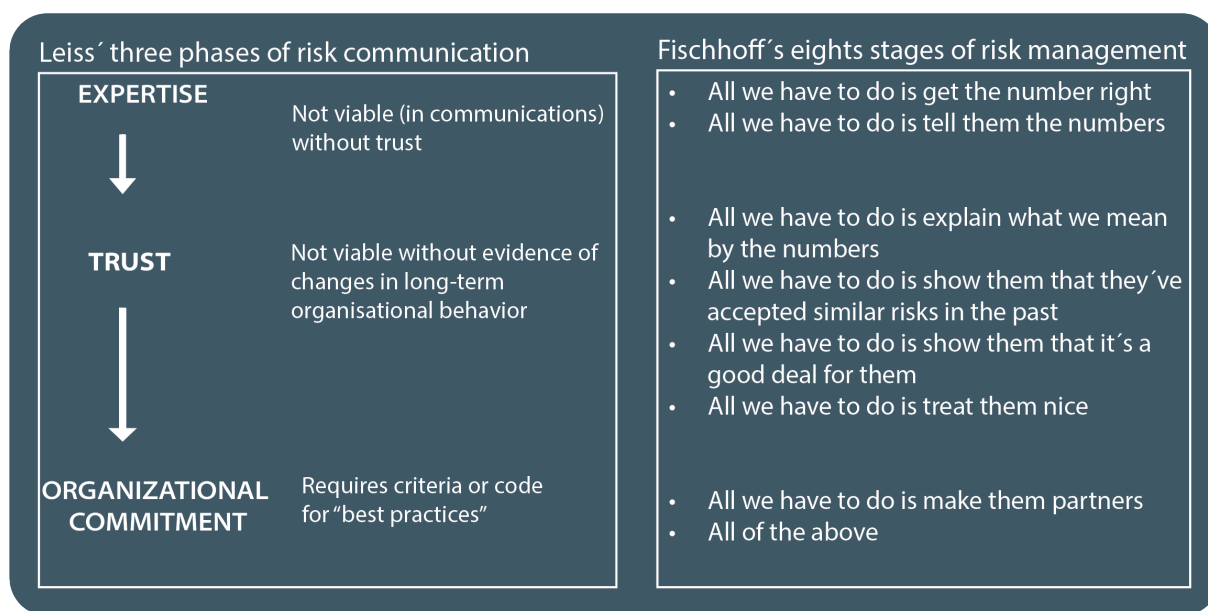 Leiss´ three phases of risk communication
EXPERTISE
Not viable (in communications)
without trust
TRUST
Not viable without evidence of
changes in long-term
organisational behavior
ORGANIZATIONAL
COMMITMENT
Requires criteria or code
for “best practices”
Fischhoff´s eights stages of risk management
• All we have to do is get the number right
• All we have to do is tell them the numbers
• All we have to do is explain what we mean
by the numbers
• All we have to do is show them that they´ve
accepted similar risks in the past
• All we have to do is show them that it´s a
good deal for them
• All we have to do is treat them nice
• All we have to do is make them partners
• All of the above